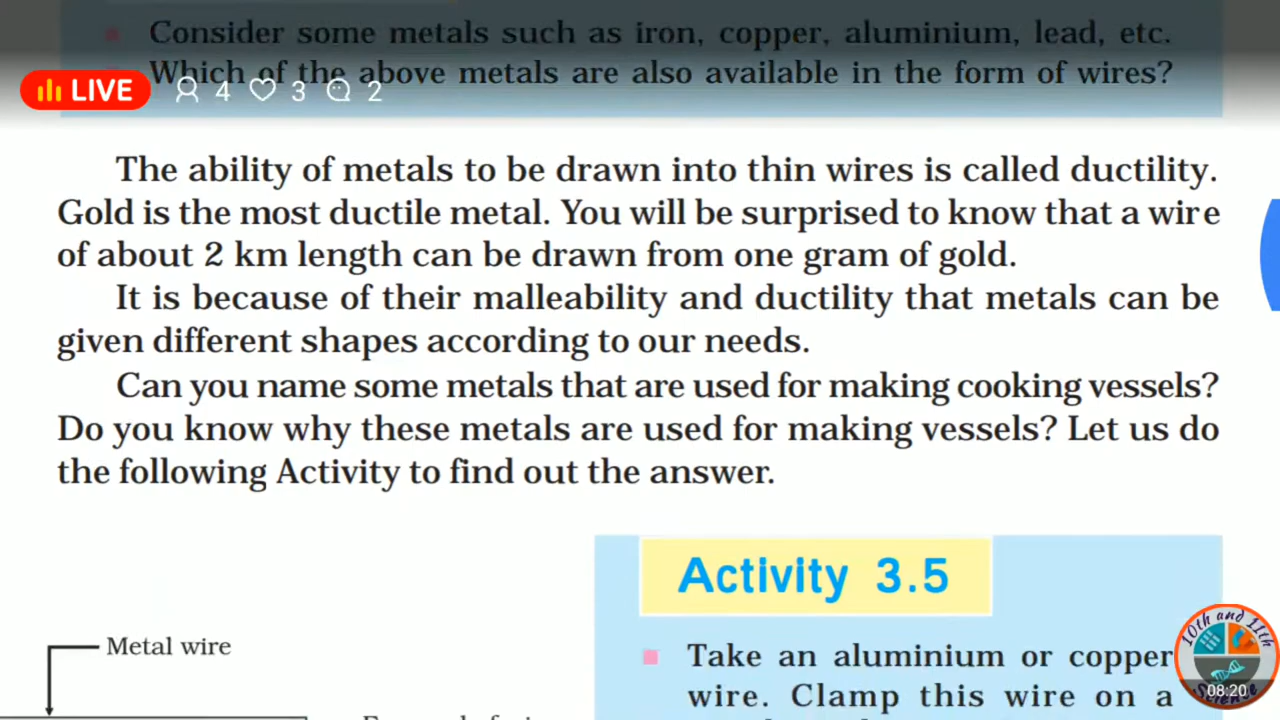 Consider some metals such as iron, copper, aluminium, lead, etc.
Which of the above metals are also available in the form of wires?
LIVE 4 3 2
The ability of metals to be drawn into thin wires is called ductility.
Gold is the most ductile metal. You will be surprised to know that a wire
of about 2 km length can be drawn from one gram of gold.
It is because of their malleability and ductility that metals can be
given different shapes according to our needs.
Can you name some metals that are used for making cooking vessels?
Do you know why these metals are used for making vessels? Let us do
the following Activity to find out the answer.
Activity 3.5
Metal wire
Take an aluminium or copper
wire. Clamp this wire on a
10th and 11th
Science
08:20